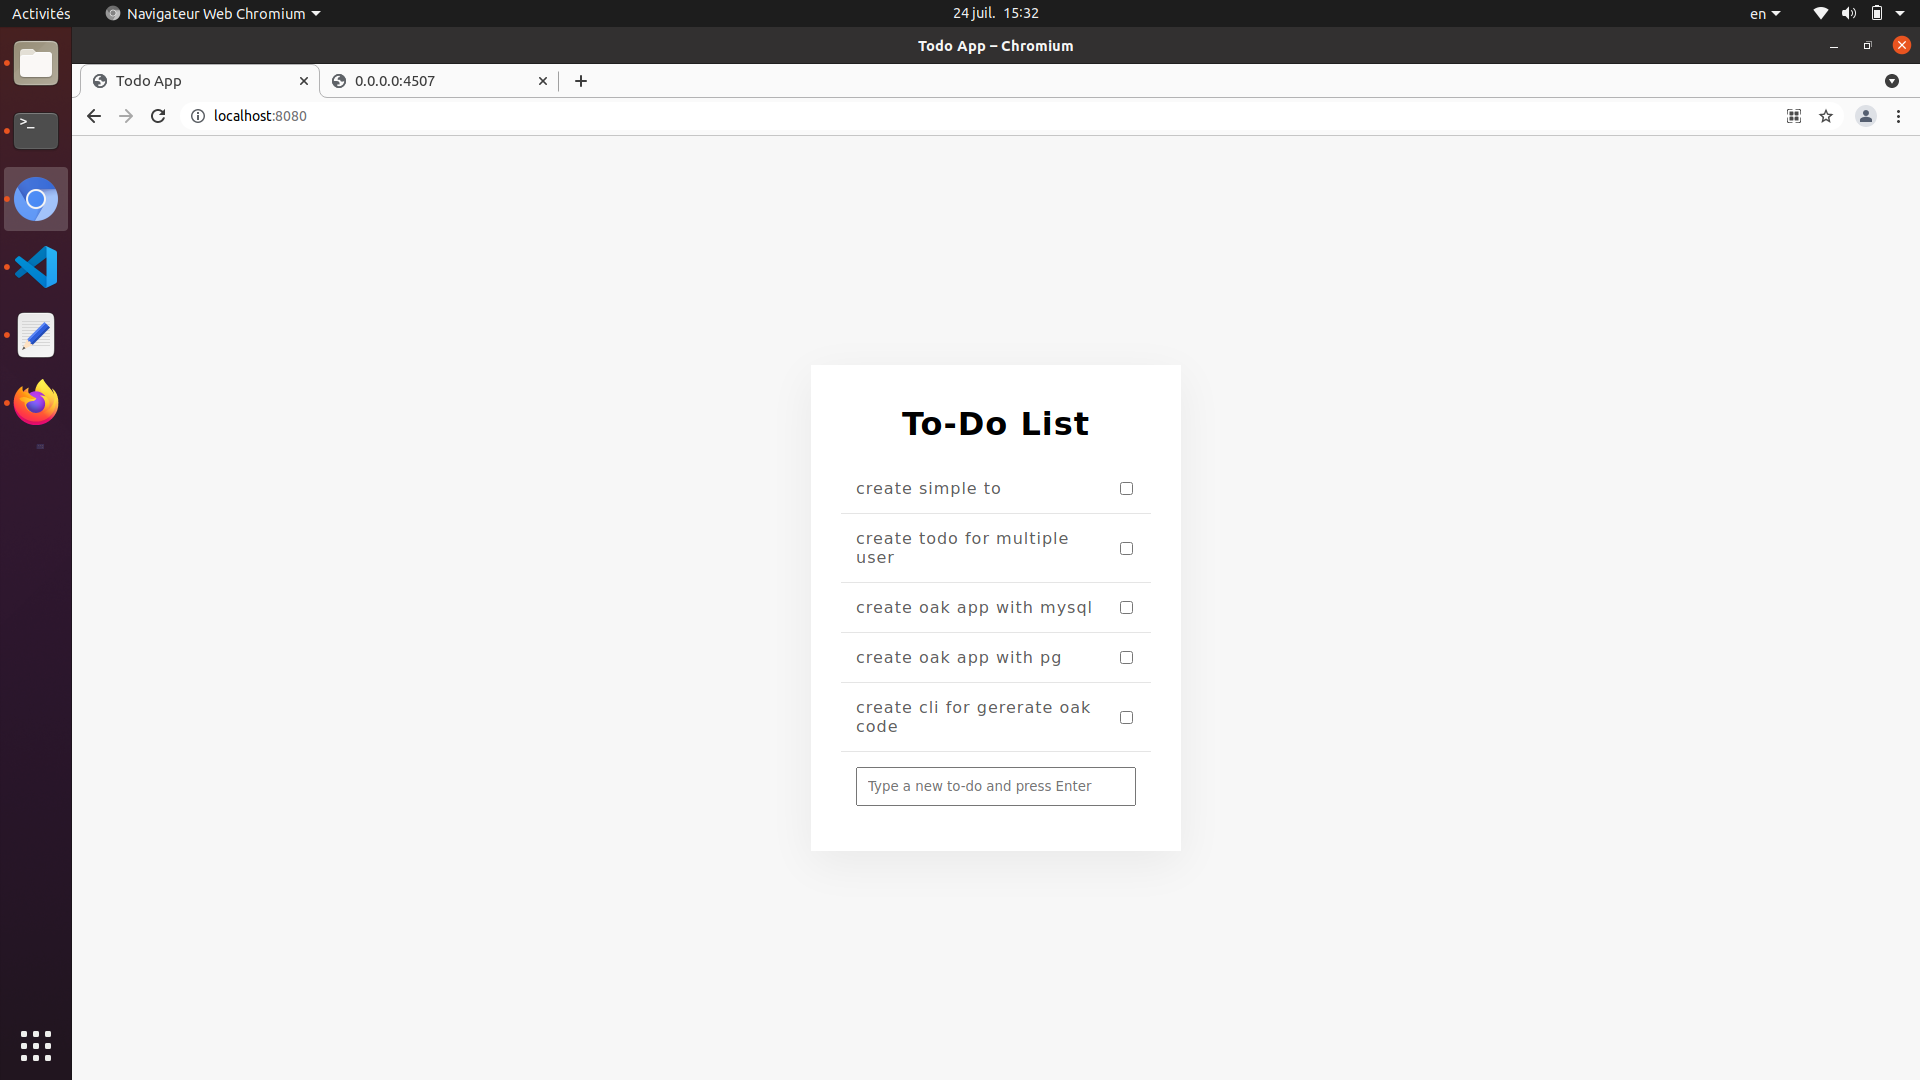 Activités
Navigateur Web Chromium
24 juil. 15:32
en
Todo App – Chromium
Todo App
0.0.0.0:4507
localhost:8080
>_
To-Do List
create simple to
create todo for multiple
user
create oak app with mysql
create oak app with pg
create cli for gererate oak
code
Type a new to-do and press Enter